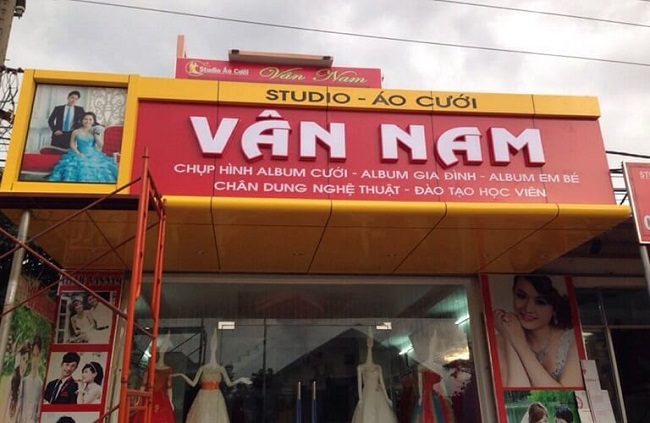 Studio Áo Cưới Vân Nam
STUDIO - ÁO CƯỚI
VÂN NAM
CHỤP HÌNH ALBUM CƯỚI - ALBUM GIA ĐÌNH - ALBUM EM BÉ
CHÂN DUNG NGHỆ THUẬT - ĐÀO TẠO HỌC VIÊN